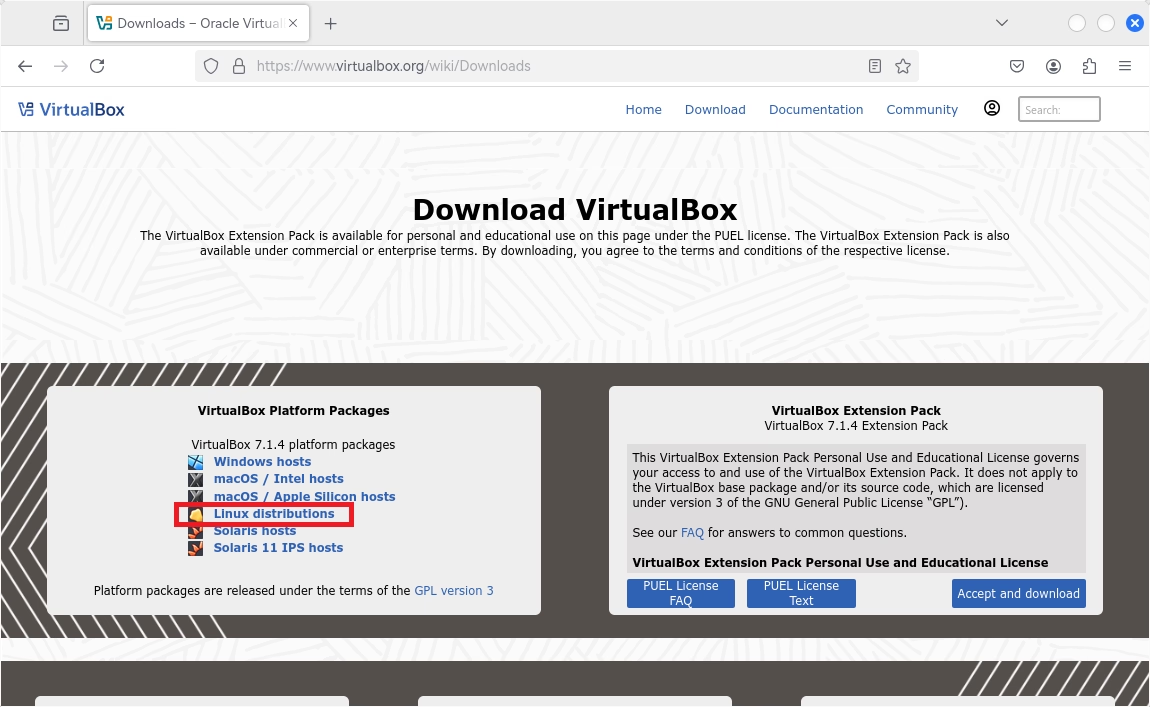 Downloads – Oracle Virtual
https://www.virtualbox.org/wiki/Downloads
VirtualBox
Home
Download
Documentation
Community
Search:
Download VirtualBox
The VirtualBox Extension Pack is available for personal and educational use on this page under the PUEL license. The VirtualBox Extension Pack is also
available under commercial or enterprise terms. By downloading, you agree to the terms and conditions of the respective license.
VirtualBox Platform Packages
VirtualBox 7.1.4 platform packages
Windows hosts
macOS / Intel hosts
macOS / Apple Silicon hosts
Linux distributions
Solaris hosts
Solaris 11 IPS hosts
Platform packages are released under the terms of the GPL version 3
VirtualBox Extension Pack
VirtualBox 7.1.4 Extension Pack
This VirtualBox Extension Pack Personal Use and Educational License governs
your access to and use of the VirtualBox Extension Pack. It does not apply to
the VirtualBox base package and/or its source code, which are licensed
under version 3 of the GNU General Public License “GPL”).
See our FAQ for answers to common questions.
VirtualBox Extension Pack Personal Use and Educational License
PUEL License
FAQ
PUEL License
Text
Accept and download